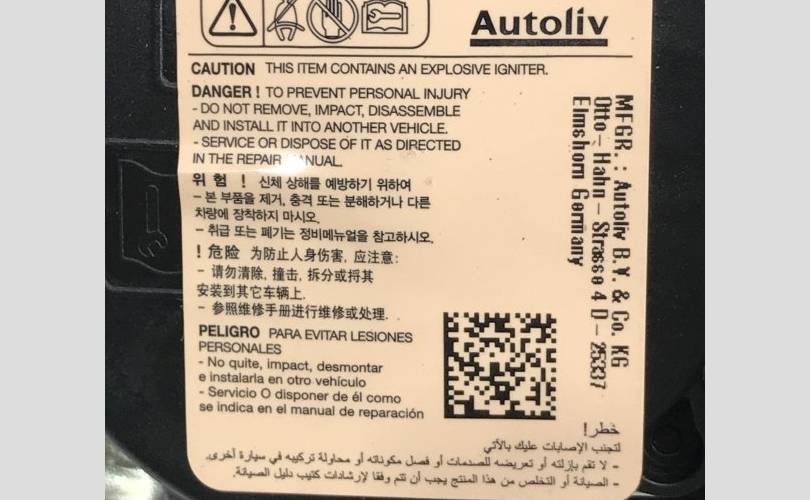 Autoliv
CAUTION THIS ITEM CONTAINS AN EXPLOSIVE IGNITER.
DANGER ! TO PREVENT PERSONAL INJURY
- DO NOT REMOVE, IMPACT, DISASSEMBLE
AND INSTALL IT INTO ANOTHER VEHICLE.
- SERVICE OR DISPOSE OF IT AS DIRECTED
IN THE REPAIR MANUAL.
위 험 ! 신체 상해를 예방하기 위하여
- 본 부품을 제거, 충격 또는 분해하거나 다른
차량에 장착하지 마시오.
- 취급 또는 폐기는 정비메뉴얼을 참고하시오.
! 危险 为防止人身伤害, 应注意:
- 请勿清除, 撞击, 拆分或捋其
安装到其它车辆上.
- 参照维修手册进行维修或处理.
PELIGRO PARA EVITAR LESIONES
PERSONALES
- No quite, impact, desmontar
e instalarla en otro vehículo
- Servicio O disponer de él como
se indica en el manual de reparación
MFGR.: Autoliv B.V. & Co. KG
Otto-Hahn-Strasse 4 D-25337
Elmshorn Germany
خطر!
لتجنب الإصابات عليك بالآتي
- لا تقم بإزلته أو تعريضه للصدمات أو فصل مكوناته أو محاولة تركيبه في سيارة أخرى.
- الصيانة أو التخلص من هذا المنتج يجب أن تتم وفقا لإرشادات كتيب دليل الصيانة.